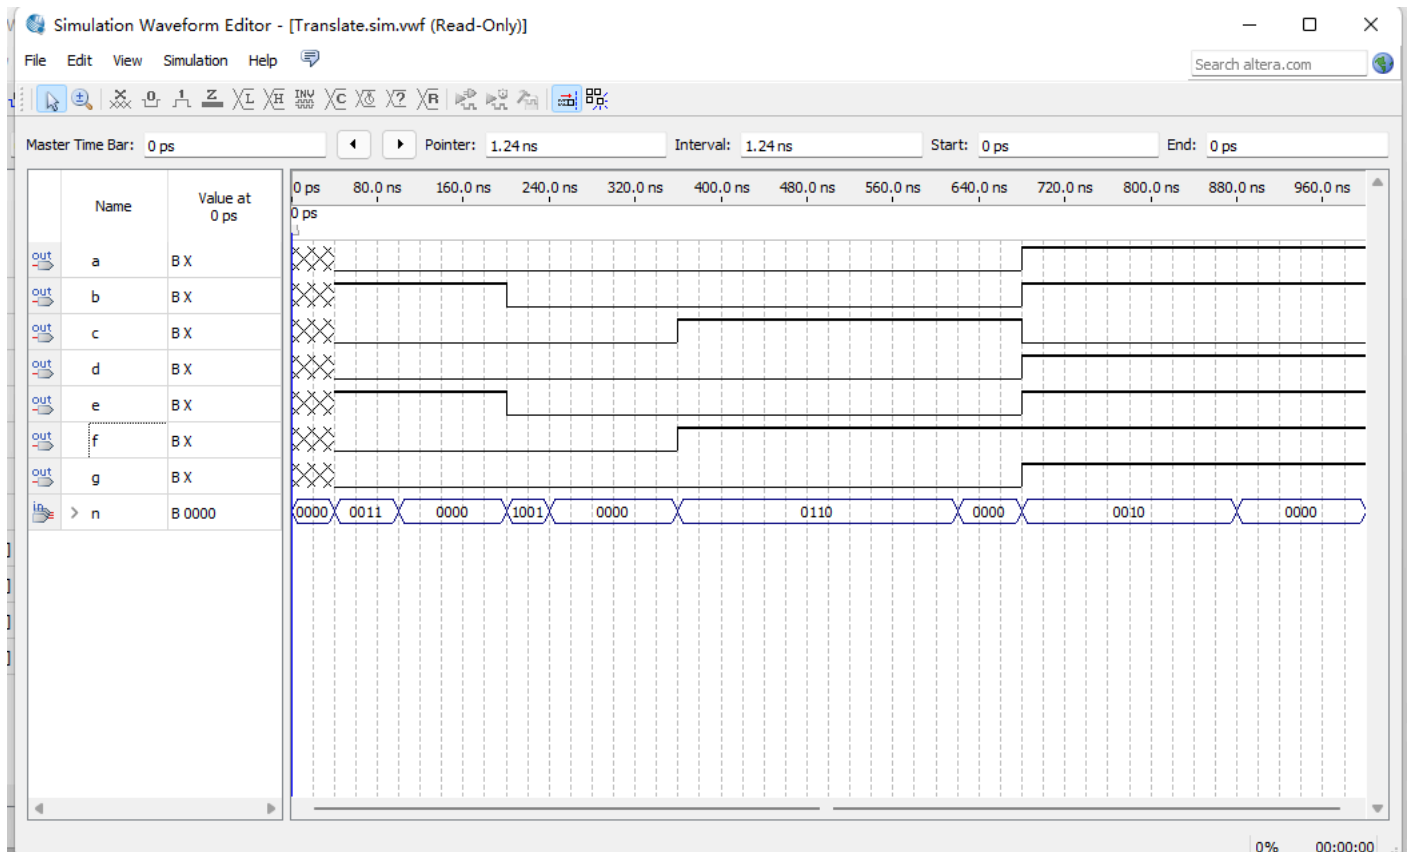 Simulation Waveform Editor - [Translate.sim.vwf (Read-Only)]
File Edit View Simulation Help
Search altera.com
Master Time Bar: 0 ps Pointer: 1.24 ns Interval: 1.24 ns Start: 0 ps End: 0 ps
Name Value at 0 ps
0 ps 80.0 ns 160.0 ns 240.0 ns 320.0 ns 400.0 ns 480.0 ns 560.0 ns 640.0 ns 720.0 ns 800.0 ns 880.0 ns 960.0 ns
0 ps
out a B X
out b B X
out c B X
out d B X
out e B X
out f B X
out g B X
in n B 0000 0000 0011 0000 1001 0000 0110 0000 0010 0000
0% 00:00:00